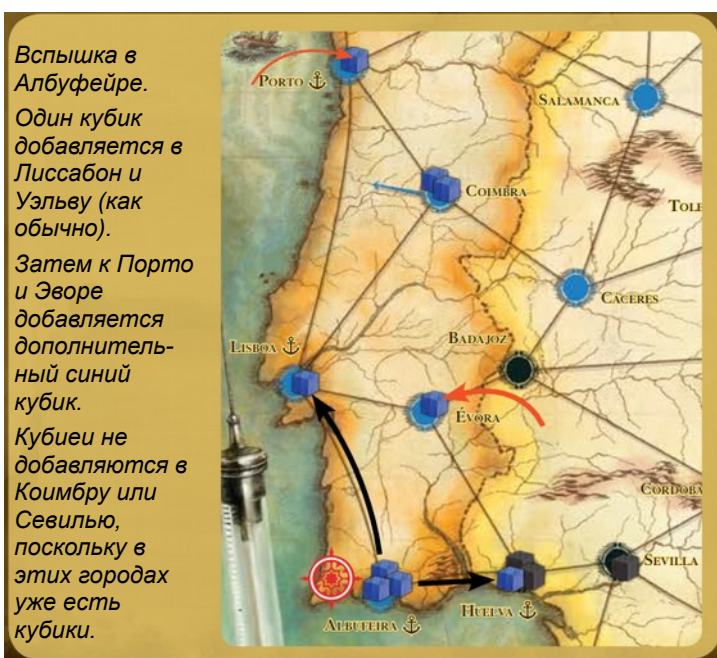 Вспышка в
Албуфейре.
Один кубик
добавляется в
Лиссабон и
Уэльву (как
обычно).
Затем к Порто
и Эворе
добавляется
дополнитель-
ный синий
кубик.
Кубиеи не
добавляются в
Коимбру или
Севилью,
поскольку в
этих городах
уже есть
кубики.
PORTO
SALAMANCA
COIMBRA
TOLE
CÁCERES
LISBOA
BADAJOZ
ÉVORA
CORDOBA
SEVILLA
HUELVA
ALBUFEIRA